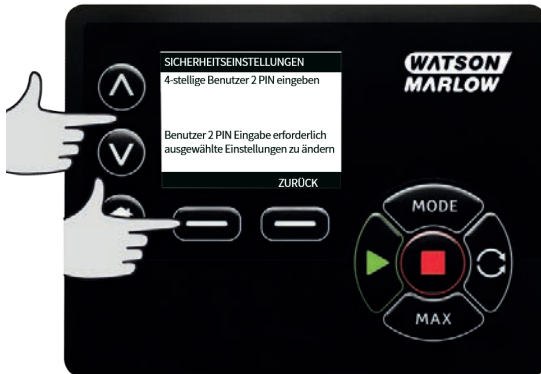 SICHERHEITSEINSTELLUNGEN
4-stellige Benutzer 2 PIN eingeben
Benutzer 2 PIN Eingabe erforderlich
ausgewählte Einstellungen zu ändern
ZURÜCK
WATSON
MARLOW
MODE
MAX